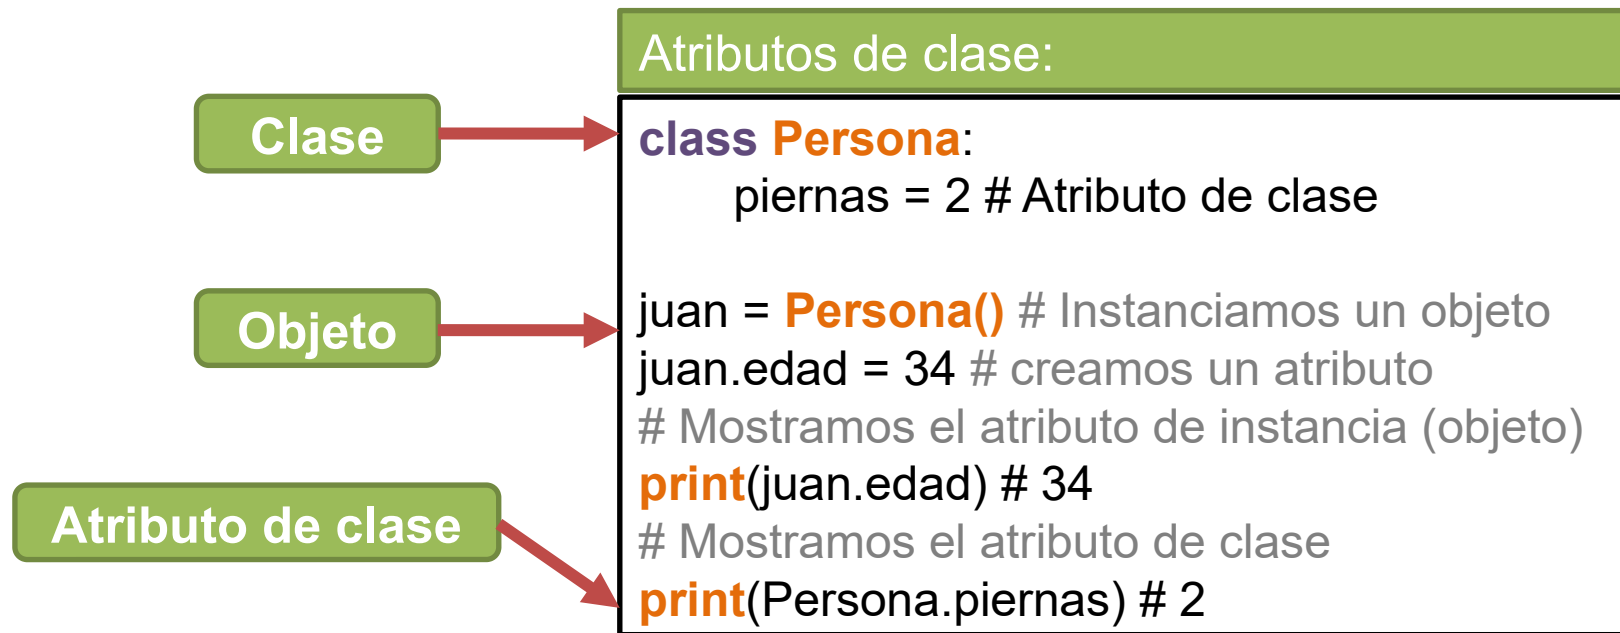 Atributos de clase:
Clase
class Persona:
piernas = 2 # Atributo de clase
Objeto
juan = Persona() # Instanciamos un objeto
juan.edad = 34 # creamos un atributo
# Mostramos el atributo de instancia (objeto)
print(juan.edad) # 34
Atributo de clase
# Mostramos el atributo de clase
print(Persona.piernas) # 2